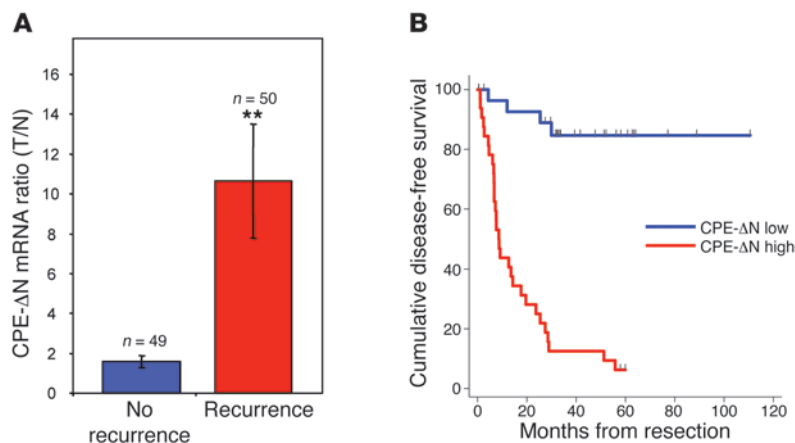 A
CPE-ΔN mRNA ratio (T/N)
16
14
12
10
8
6
4
2
0
n = 49
n = 50
**
No recurrence
Recurrence
B
Cumulative disease-free survival
100
80
60
40
20
0
CPE-ΔN low
CPE-ΔN high
0 20 40 60 80 100 120
Months from resection